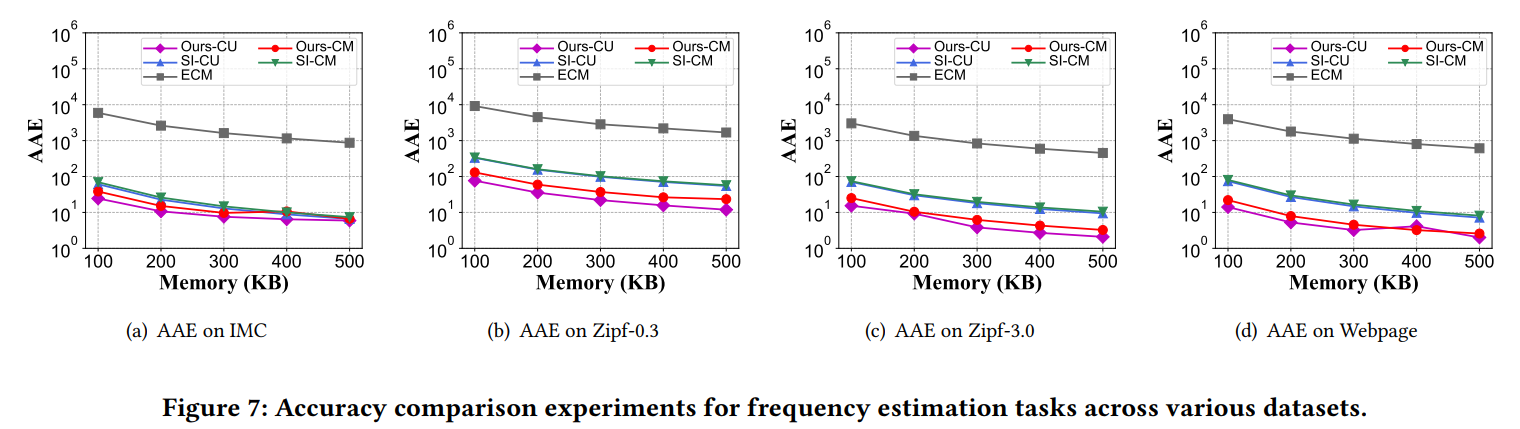 10^6
10^5
10^4
10^3
10^2
10^1
10^0
AAE
Ours-CU
Ours-CM
SI-CU
SI-CM
ECM
100 200 300 400 500
Memory (KB)
(a) AAE on IMC
10^6
10^5
10^4
10^3
10^2
10^1
10^0
AAE
Ours-CU
Ours-CM
SI-CU
SI-CM
ECM
100 200 300 400 500
Memory (KB)
(b) AAE on Zipf-0.3
10^6
10^5
10^4
10^3
10^2
10^1
10^0
AAE
Ours-CU
Ours-CM
SI-CU
SI-CM
ECM
100 200 300 400 500
Memory (KB)
(c) AAE on Zipf-3.0
10^6
10^5
10^4
10^3
10^2
10^1
10^0
AAE
Ours-CU
Ours-CM
SI-CU
SI-CM
ECM
100 200 300 400 500
Memory (KB)
(d) AAE on Webpage
Figure 7: Accuracy comparison experiments for frequency estimation tasks across various datasets.